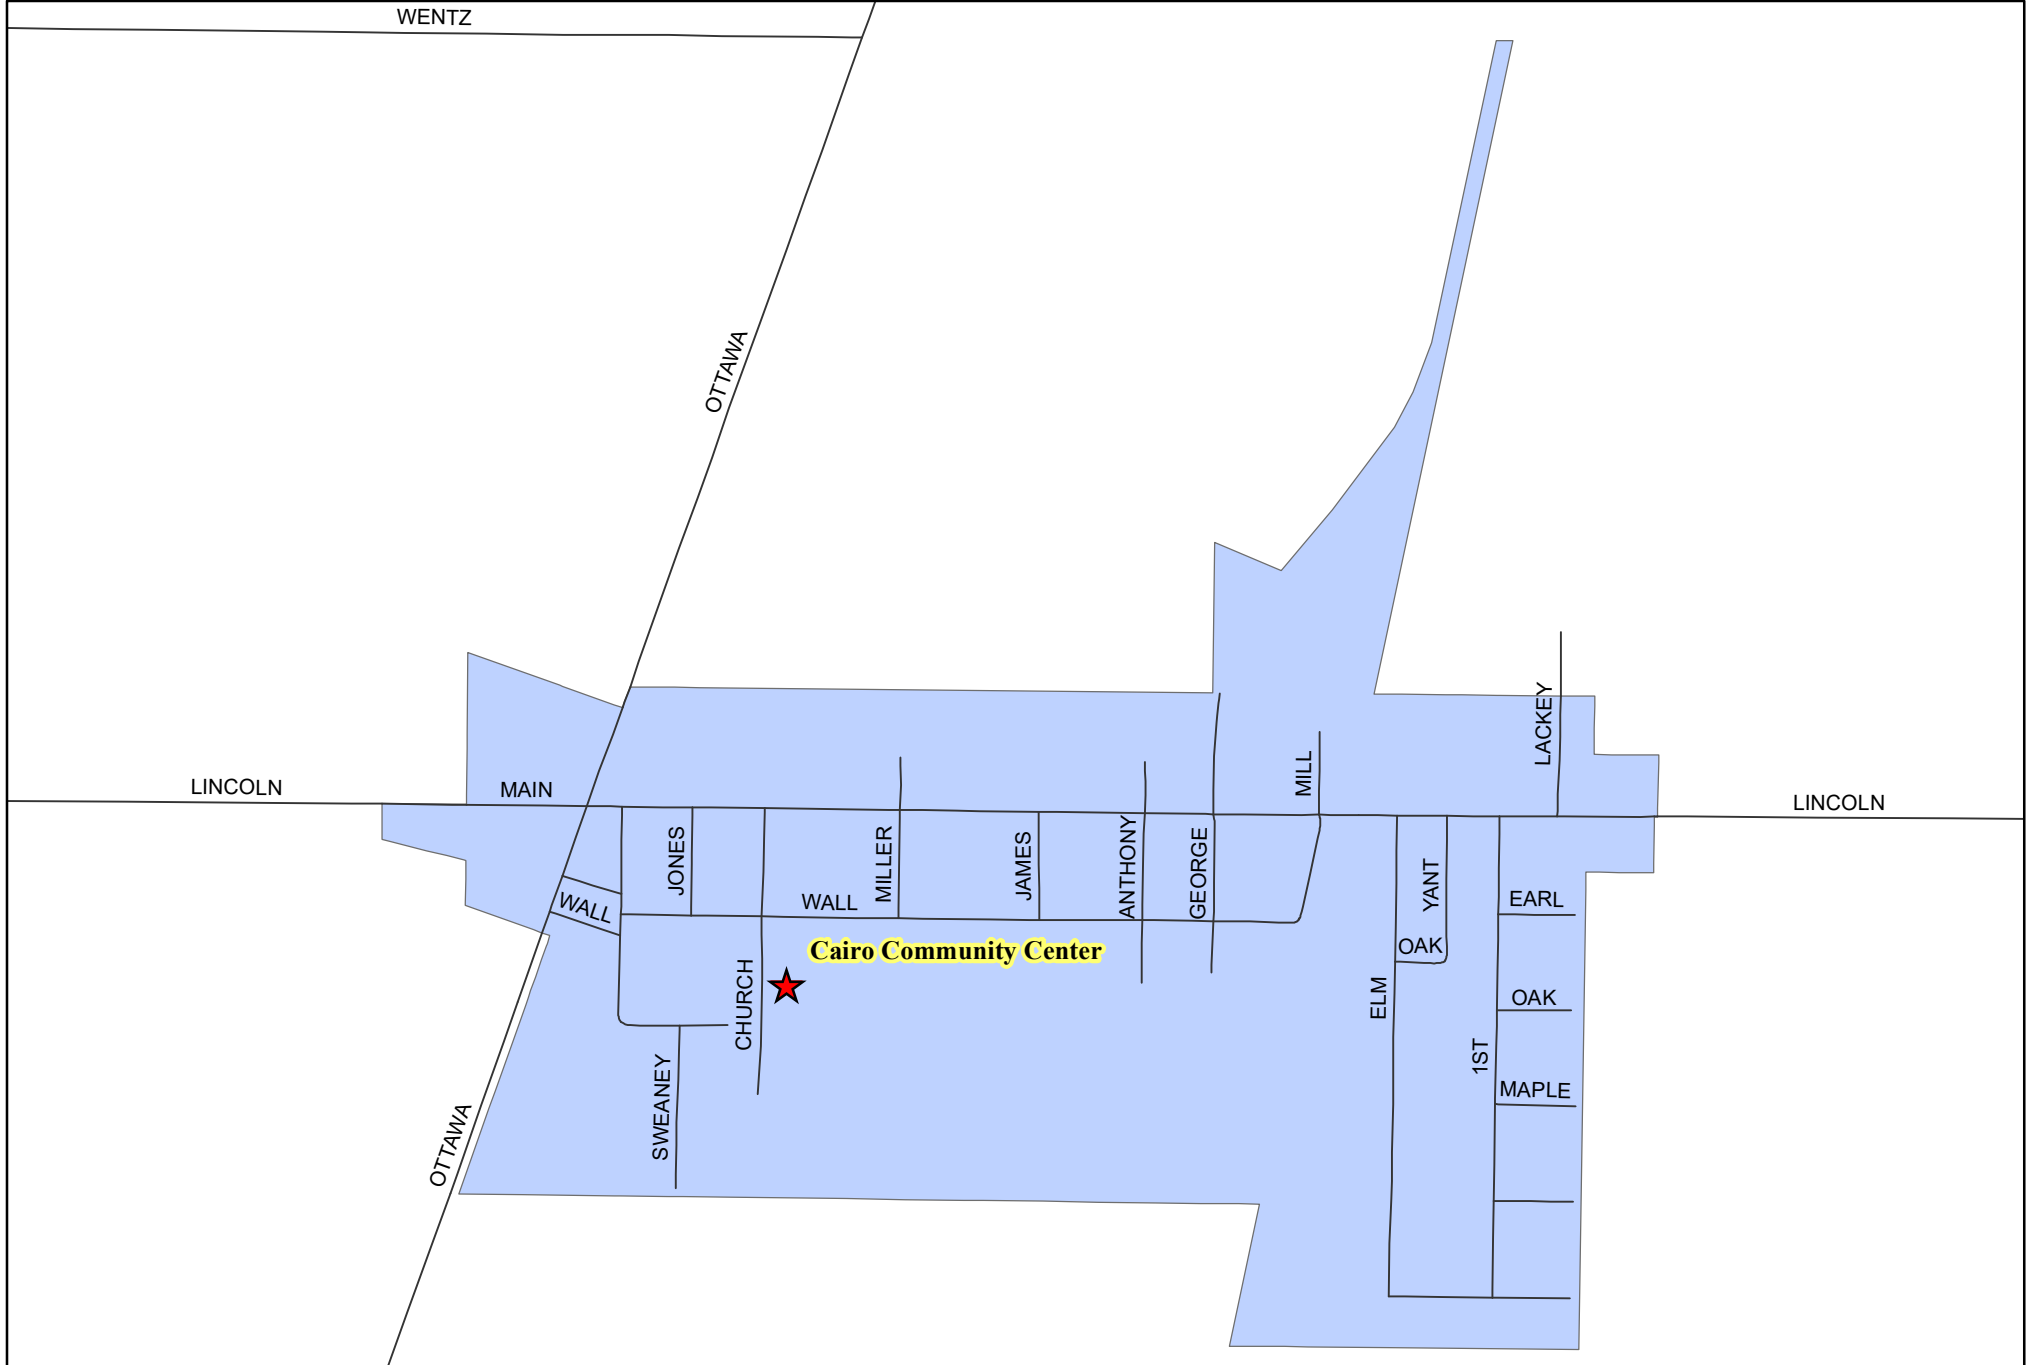 WENTZ
OTTAWA
LACKEY
MILL
LINCOLN
MAIN
LINCOLN
JONES
MILLER
JAMES
ANTHONY
GEORGE
YANT
EARL
WALL
WALL
OAK
Cairo Community Center
CHURCH
ELM
OAK
1ST
MAPLE
SWEANEY
OTTAWA